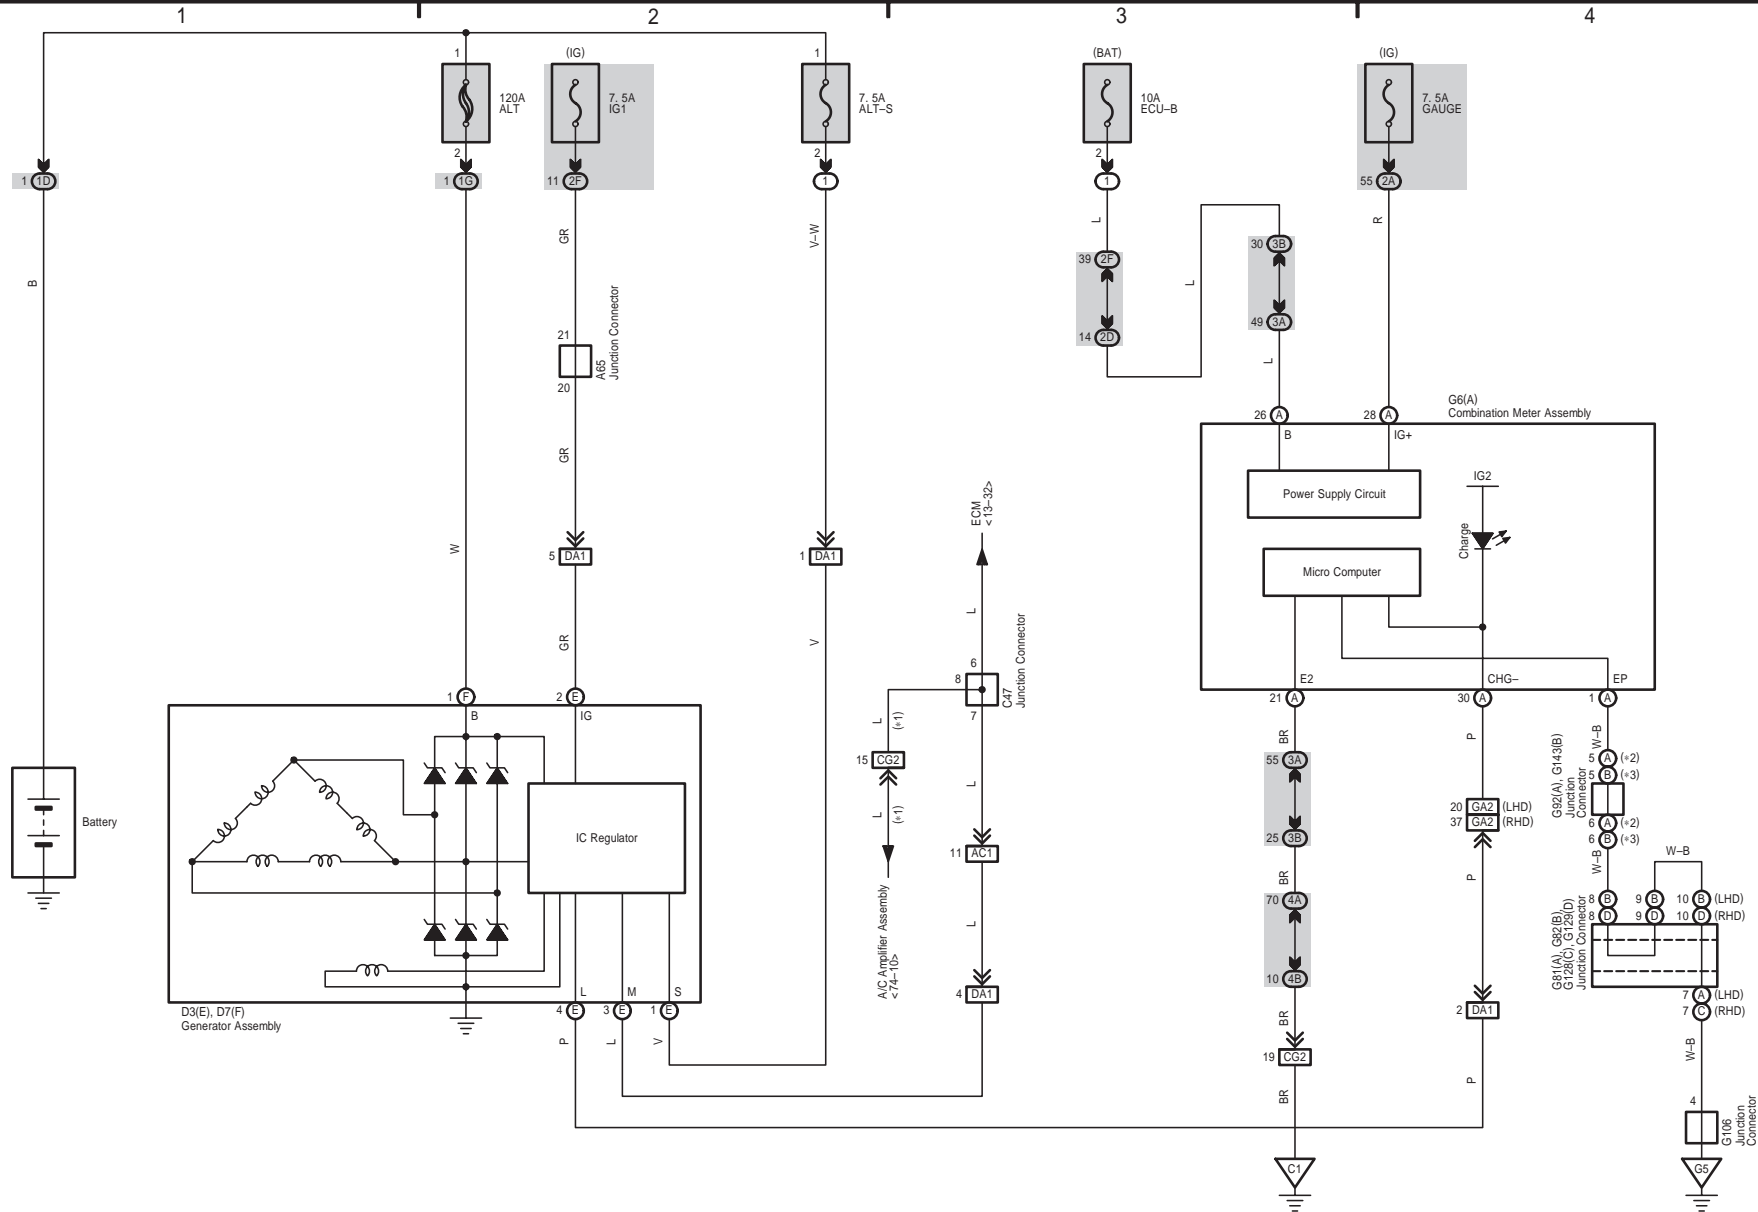 1 2 3 4
1
120A
ALT
2
1 1G
(IG)
7. 5A
IG1
11 2F
1
7. 5A
ALT–S
2
1
(BAT)
10A
ECU–B
2
1
(IG)
7. 5A
GAUGE
55 2A
1 1D
B
W
GR
21
20
A65
Junction Connector
GR
5 DA1
GR
V–W
1 DA1
V
L
39 2F
14 2D
L
30 3B
49 3A
L
R
26 A
B
28 A
IG+
G6(A)
Combination Meter Assembly
Power Supply Circuit
Micro Computer
IG2
Charge
E2
CHG–
EP
21 A
30 A
1 A
ECM
<13–32>
L
6
8
7
C47
Junction Connector
L
(*1)
15 CG2
L
(*1)
A/C Amplifier Assembly
<74–10>
L
11 AC1
L
4 DA1
Battery
1 F
B
2 E
IG
IC Regulator
L
M
S
4 E
3 E
1 E
P
L
V
D3(E), D7(F)
Generator Assembly
BR
55 3A
25 3B
BR
70 4A
10 4B
BR
19 CG2
BR
C1
P
20 GA2 (LHD)
37 GA2 (RHD)
P
2 DA1
P
W–B
5 A (*2)
5 B (*3)
G92(A), G143(B)
Junction
Connector
6 A (*2)
6 B (*3)
W–B
W–B
8 B
8 D
9 B
9 D
10 B (LHD)
10 D (RHD)
G81(A), G82(B)
G128(C), G129(D)
Junction Connector
7 A (LHD)
7 C (RHD)
W–B
4
G106
Junction
Connector
G5